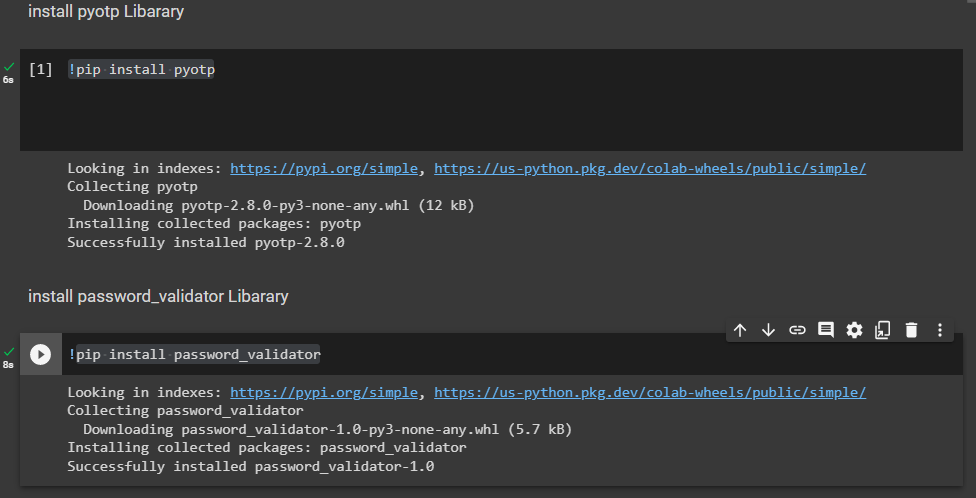 install pyotp Libarary
[1] !pip install pyotp
6s
Looking in indexes: https://pypi.org/simple, https://us-python.pkg.dev/colab-wheels/public/simple/
Collecting pyotp
  Downloading pyotp-2.8.0-py3-none-any.whl (12 kB)
Installing collected packages: pyotp
Successfully installed pyotp-2.8.0
install password_validator Libarary
!pip install password_validator
8s
Looking in indexes: https://pypi.org/simple, https://us-python.pkg.dev/colab-wheels/public/simple/
Collecting password_validator
  Downloading password_validator-1.0-py3-none-any.whl (5.7 kB)
Installing collected packages: password_validator
Successfully installed password_validator-1.0